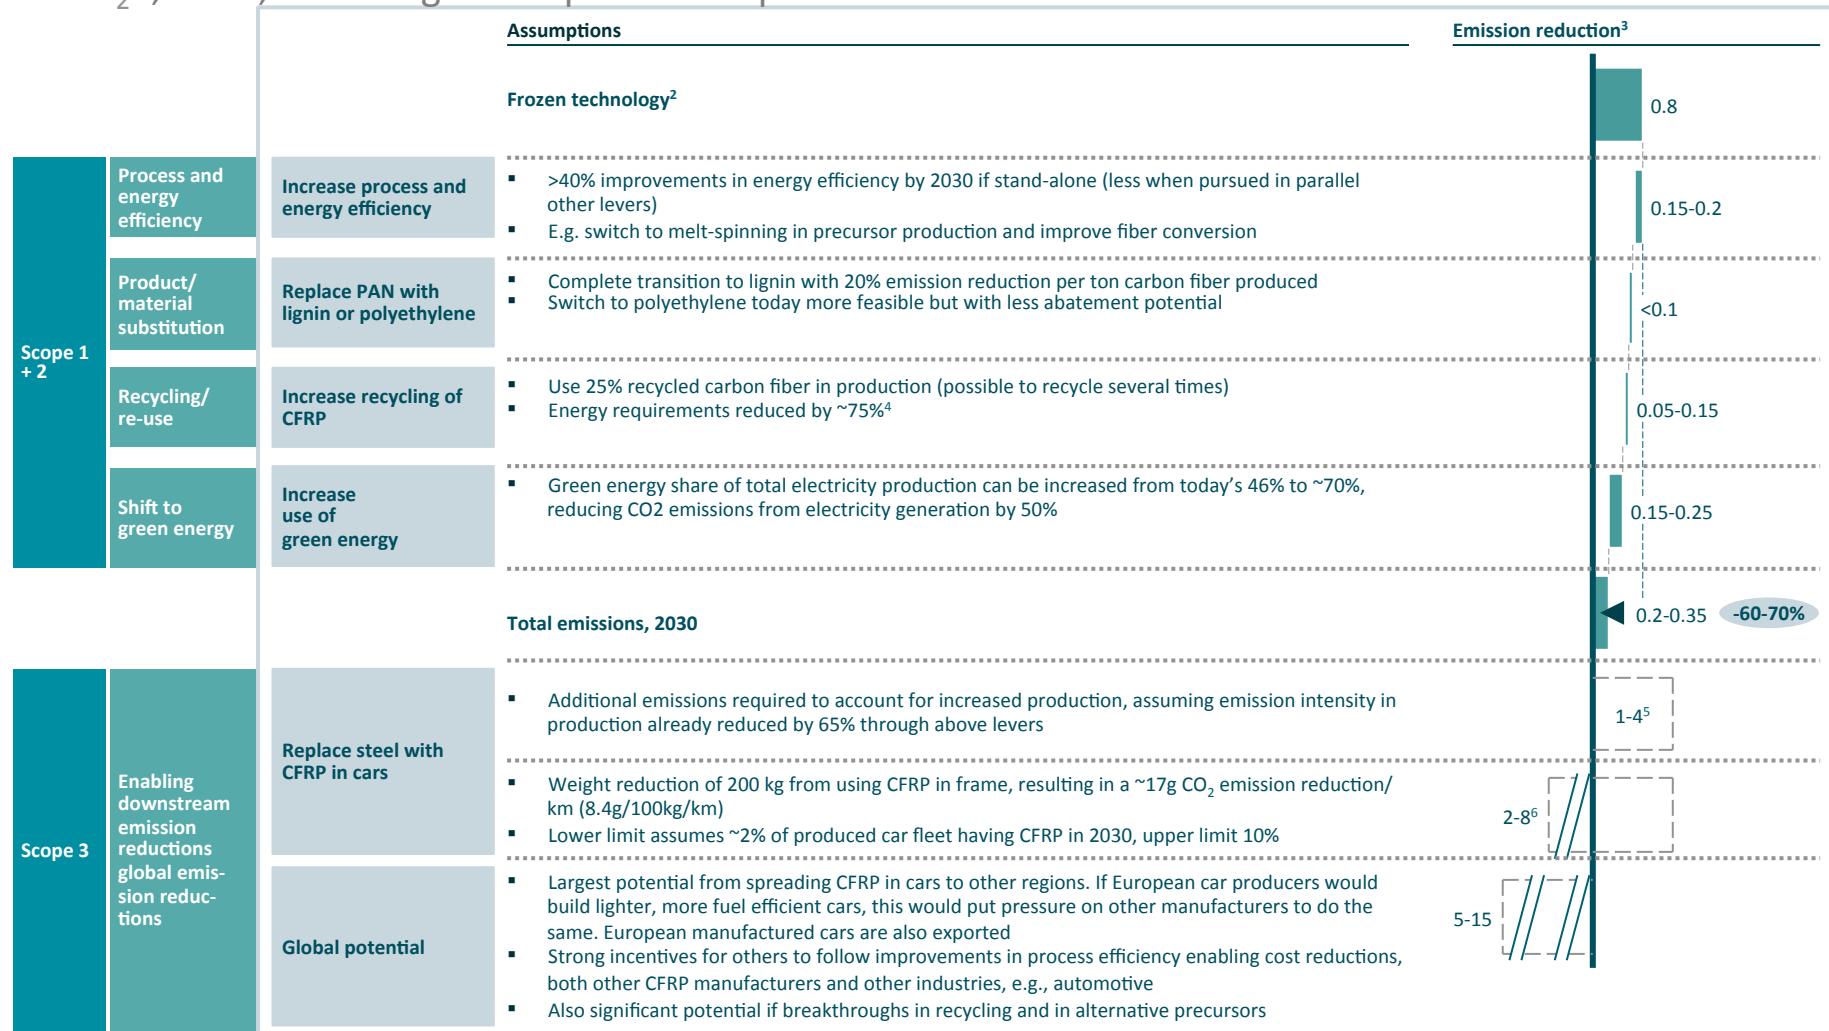 Assumptions
Emission reduction³
Frozen technology²
0.8
Scope 1
+ 2
Process and
energy
efficiency
Increase process and
energy efficiency
▪ >40% improvements in energy efficiency by 2030 if stand-alone (less when pursued in parallel
other levers)
▪ E.g. switch to melt-spinning in precursor production and improve fiber conversion
0.15-0.2
Product/
material
substitution
Replace PAN with
lignin or polyethylene
▪ Complete transition to lignin with 20% emission reduction per ton carbon fiber produced
▪ Switch to polyethylene today more feasible but with less abatement potential
<0.1
Recycling/
re-use
Increase recycling of
CFRP
▪ Use 25% recycled carbon fiber in production (possible to recycle several times)
▪ Energy requirements reduced by ~75%⁴
0.05-0.15
Shift to
green energy
Increase
use of
green energy
▪ Green energy share of total electricity production can be increased from today's 46% to ~70%,
reducing CO2 emissions from electricity generation by 50%
0.15-0.25
Total emissions, 2030
0.2-0.35
-60-70%
Scope 3
Enabling
downstream
emission
reductions
global emis-
sion reduc-
tions
Replace steel with
CFRP in cars
▪ Additional emissions required to account for increased production, assuming emission intensity in
production already reduced by 65% through above levers
1-4⁵
▪ Weight reduction of 200 kg from using CFRP in frame, resulting in a ~17g CO₂ emission reduction/
km (8.4g/100kg/km)
▪ Lower limit assumes ~2% of produced car fleet having CFRP in 2030, upper limit 10%
2-8⁶
Global potential
▪ Largest potential from spreading CFRP in cars to other regions. If European car producers would
build lighter, more fuel efficient cars, this would put pressure on other manufacturers to do the
same. European manufactured cars are also exported
▪ Strong incentives for others to follow improvements in process efficiency enabling cost reductions,
both other CFRP manufacturers and other industries, e.g., automotive
▪ Also significant potential if breakthroughs in recycling and in alternative precursors
5-15